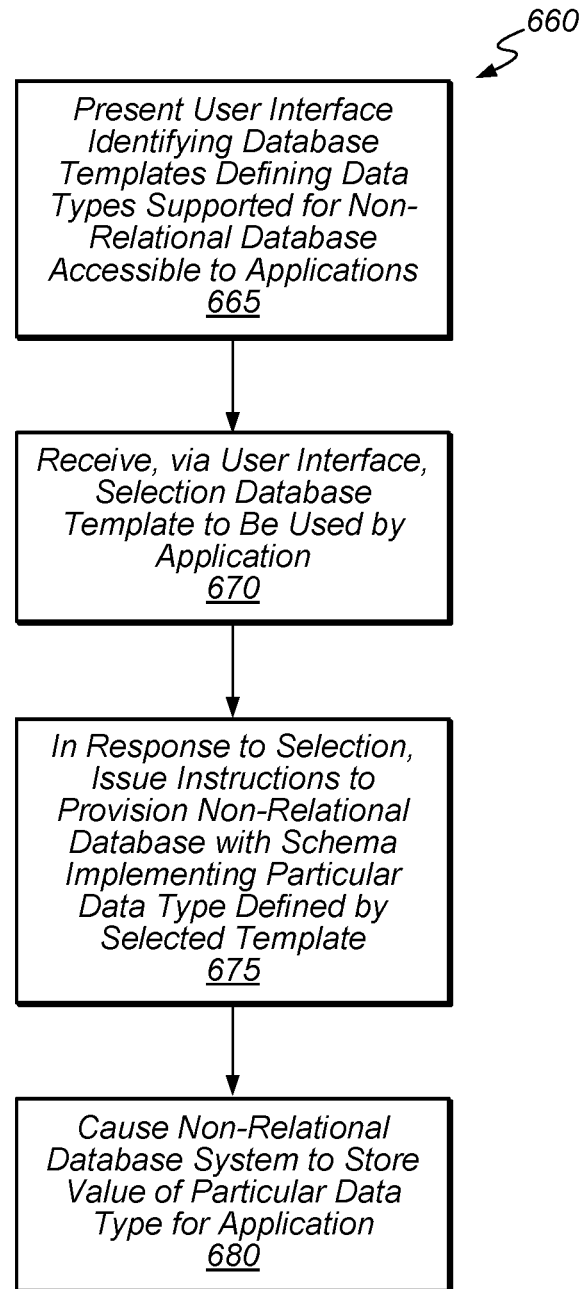 660
Present User Interface
Identifying Database
Templates Defining Data
Types Supported for Non-
Relational Database
Accessible to Applications
665
Receive, via User Interface,
Selection Database
Template to Be Used by
Application
670
In Response to Selection,
Issue Instructions to
Provision Non-Relational
Database with Schema
Implementing Particular
Data Type Defined by
Selected Template
675
Cause Non-Relational
Database System to Store
Value of Particular Data
Type for Application
680